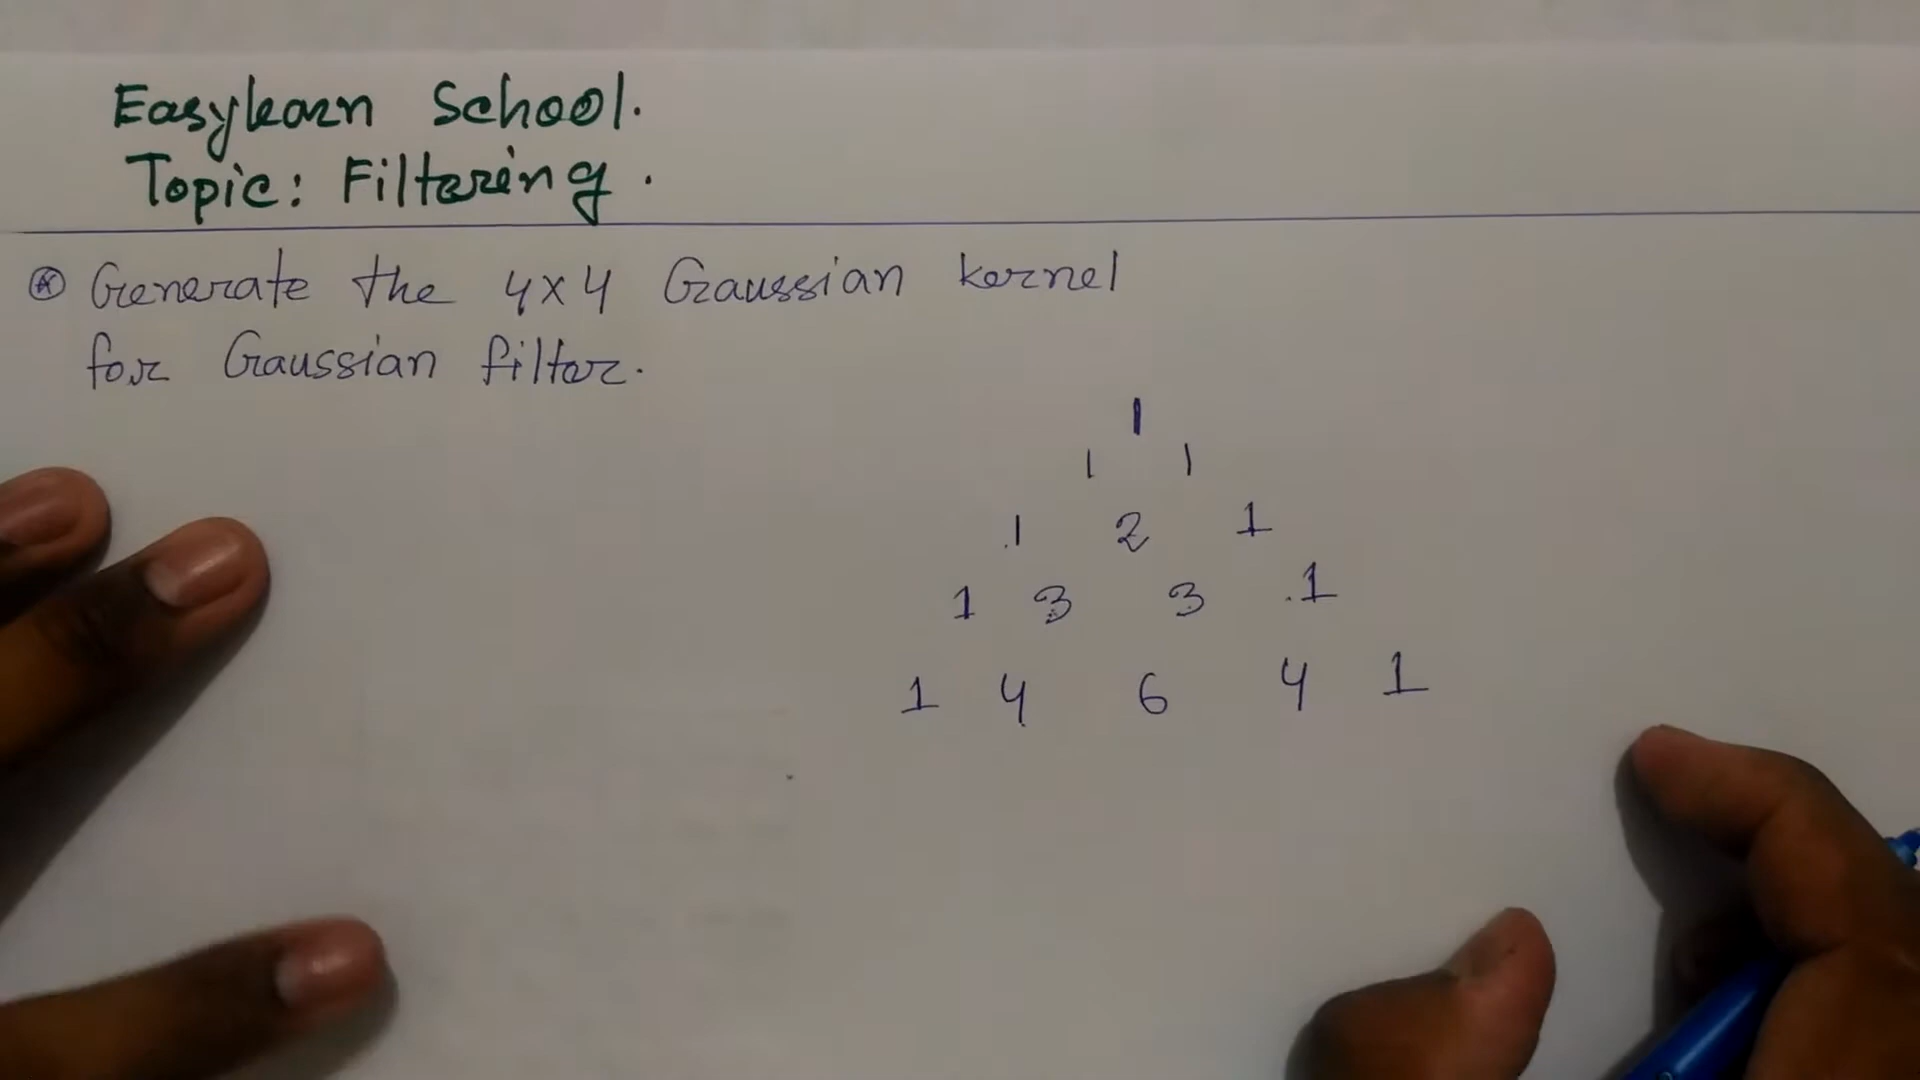 Easylearn School.
Topic: Filtering.
⊛ Generate the 4x4 Gaussian kernel
for Gaussian filter.
1
1 1
1 2 1
1 3 3 1
1 4 6 4 1